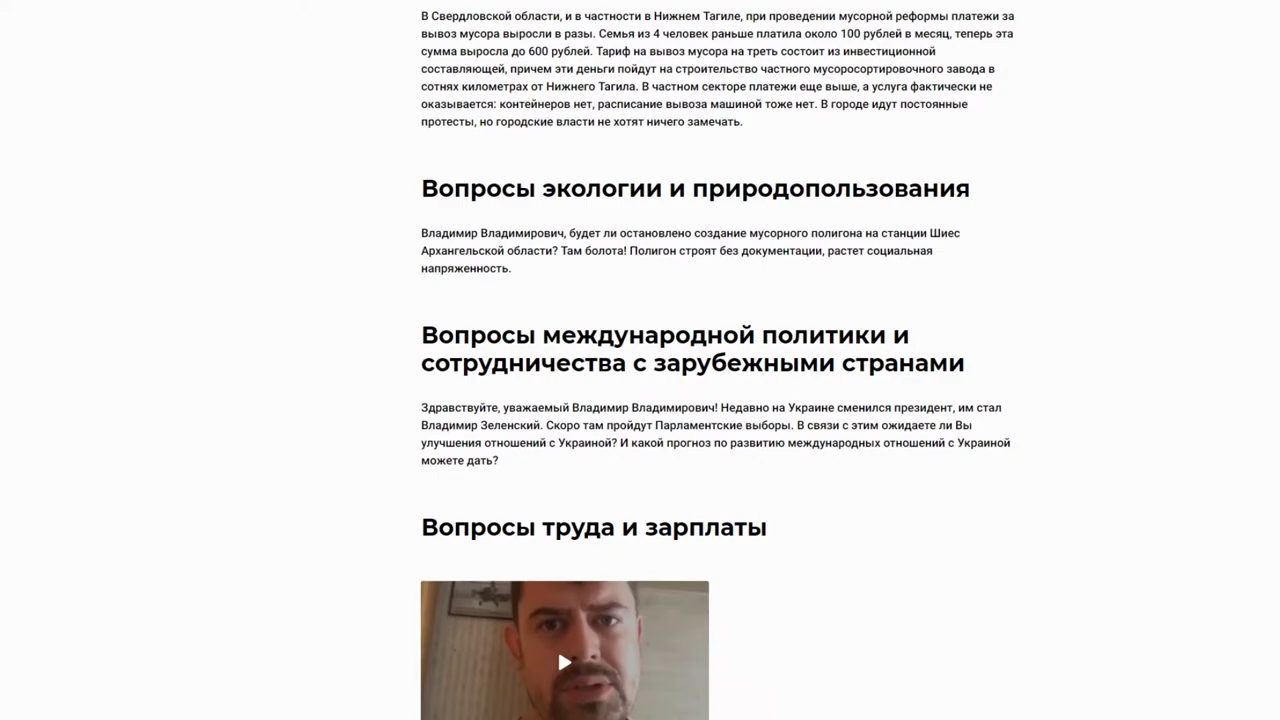 В Свердловской области, и в частности в Нижнем Тагиле, при проведении мусорной реформы платежи за
вывоз мусора выросли в разы. Семья из 4 человек раньше платила около 100 рублей в месяц, теперь эта
сумма выросла до 600 рублей. Тариф на вывоз мусора на треть состоит из инвестиционной
составляющей, причем эти деньги пойдут на строительство частного мусоросортировочного завода в
сотнях километрах от Нижнего Тагила. В частном секторе платежи еще выше, а услуга фактически не
оказывается: контейнеров нет, расписание вывоза машиной тоже нет. В городе идут постоянные
протесты, но городские власти не хотят ничего замечать.
Вопросы экологии и природопользования
Владимир Владимирович, будет ли остановлено создание мусорного полигона на станции Шиес
Архангельской области? Там болота! Полигон строят без документации, растет социальная
напряженность.
Вопросы международной политики и
сотрудничества с зарубежными странами
Здравствуйте, уважаемый Владимир Владимирович! Недавно на Украине сменился президент, им стал
Владимир Зеленский. Скоро там пройдут Парламентские выборы. В связи с этим ожидаете ли Вы
улучшения отношений с Украиной? И какой прогноз по развитию международных отношений с Украиной
можете дать?
Вопросы труда и зарплаты